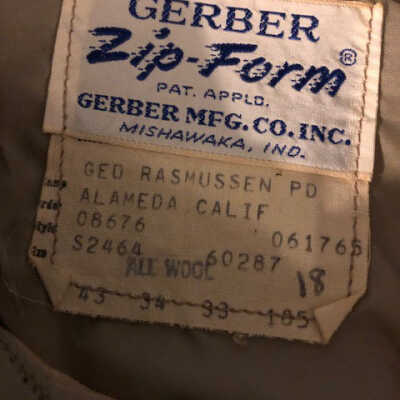 GERBER
Zip-Form®
PAT. APPLD.
GERBER MFG. CO. INC.
MISHAWAKA, IND.
GEO RASMUSSEN PD
ALAMEDA CALIF
08676 061765
S2464 60287
ALL WOOL 18
43 34 33 185